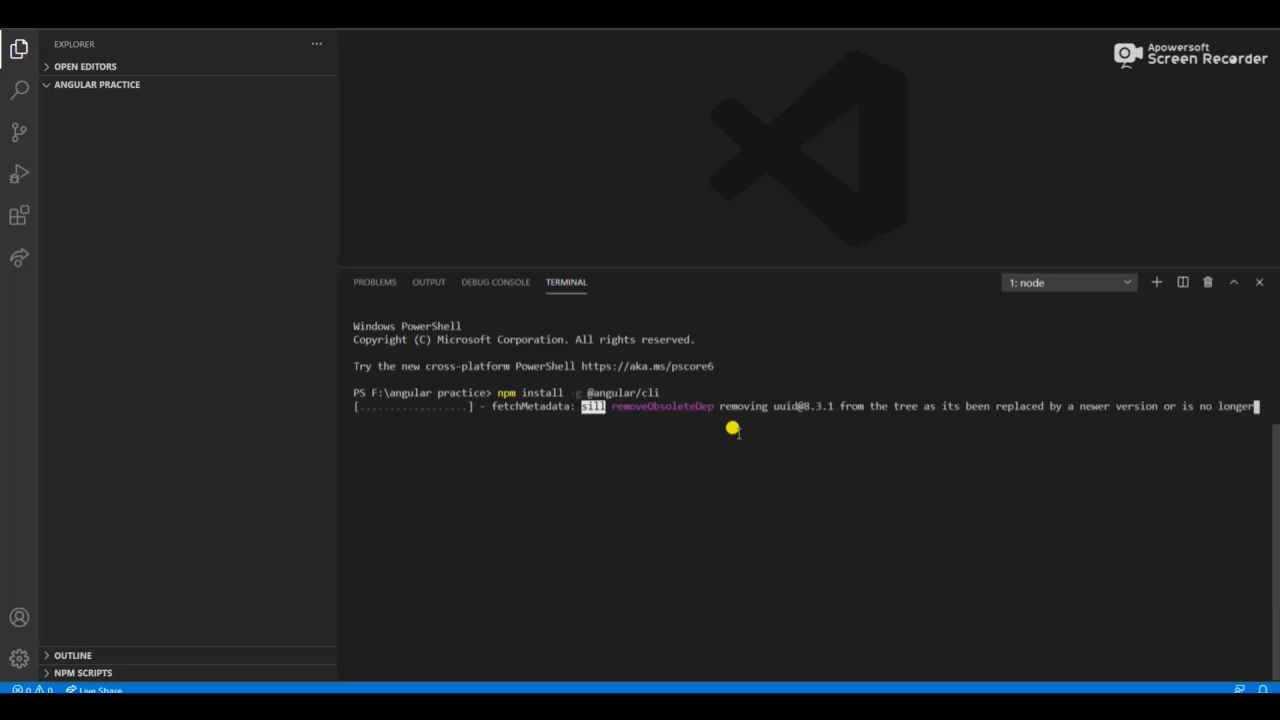 EXPLORER
OPEN EDITORS
ANGULAR PRACTICE
Apowersoft
Screen Recorder
PROBLEMS OUTPUT DEBUG CONSOLE TERMINAL 1: node
Windows PowerShell
Copyright (C) Microsoft Corporation. All rights reserved.
Try the new cross-platform PowerShell https://aka.ms/pscore6
PS F:\angular practice> npm install -g @angular/cli
[..................] - fetchMetadata: sill removeObsoleteDep removing uuid@8.3.1 from the tree as its been replaced by a newer version or is no longer
OUTLINE
NPM SCRIPTS
0 0 Live Share